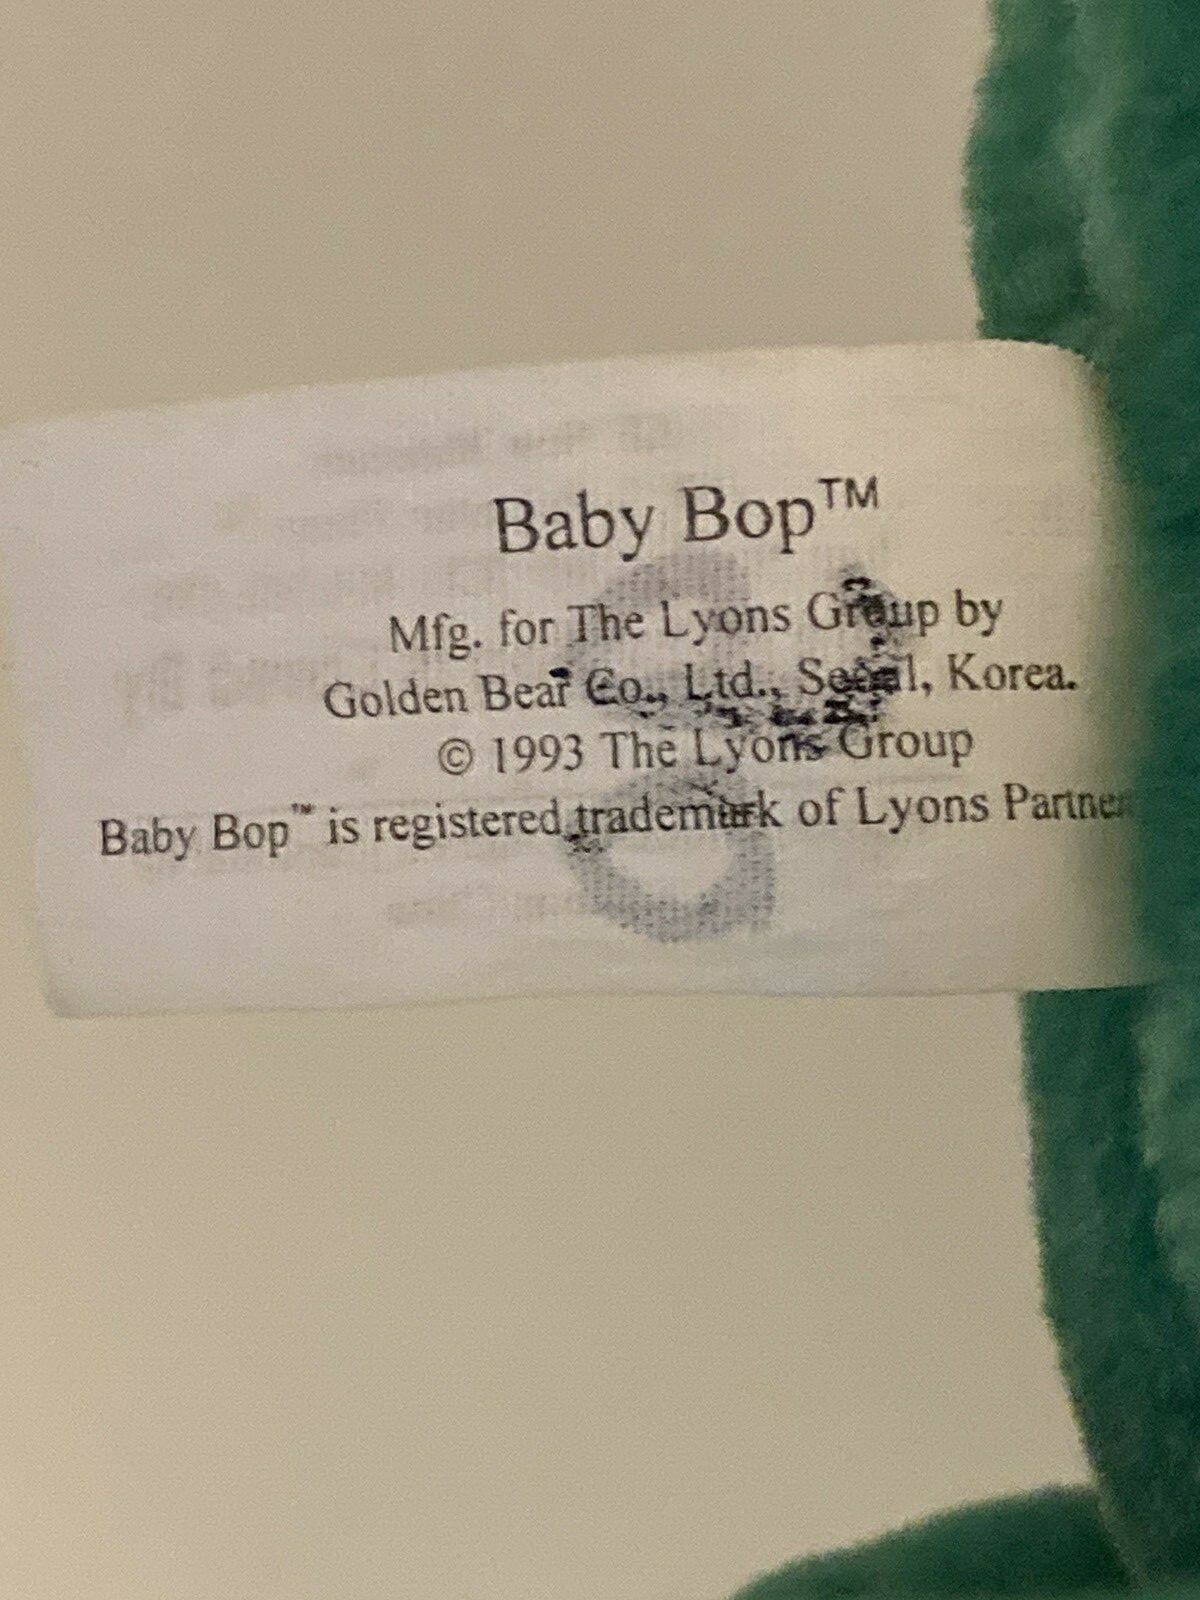 Baby Bop™
Mfg. for The Lyons Group by
Golden Bear Co., Ltd., Seoul, Korea.
© 1993 The Lyons Group
Baby Bop™ is registered trademark of Lyons